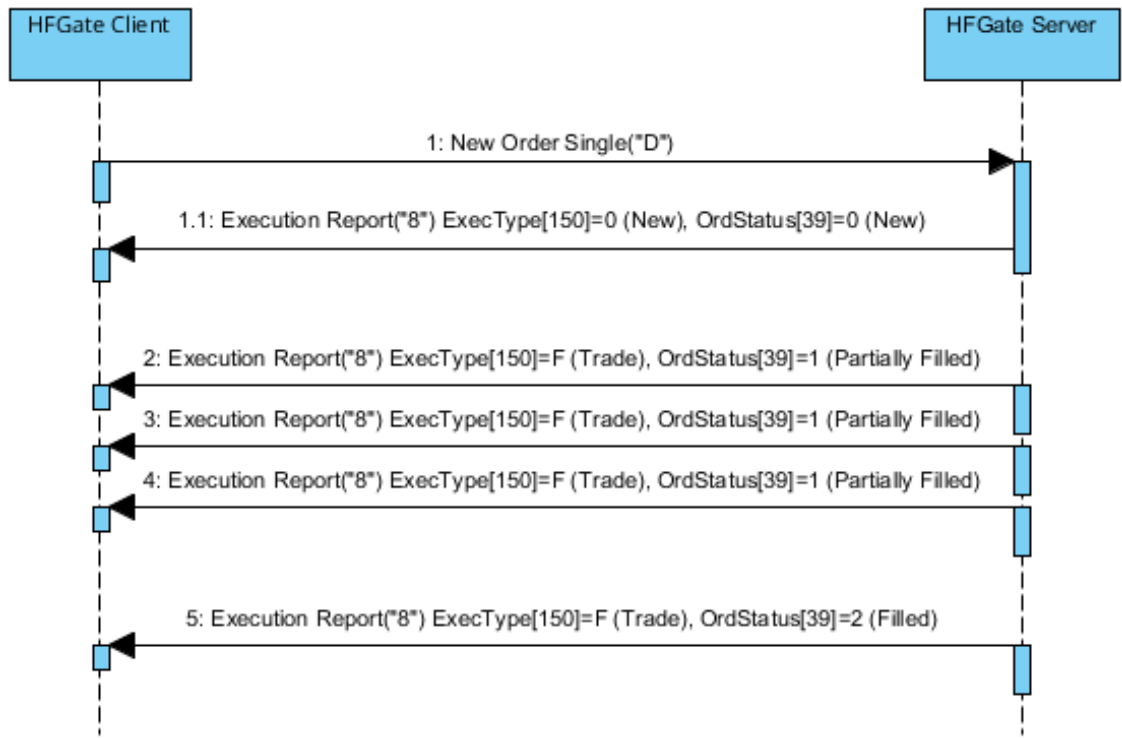 HFGate Client
HFGate Server
1: New Order Single("D")
1.1: Execution Report("8") ExecType[150]=0 (New), OrdStatus[39]=0 (New)
2: Execution Report("8") ExecType[150]=F (Trade), OrdStatus[39]=1 (Partially Filled)
3: Execution Report("8") ExecType[150]=F (Trade), OrdStatus[39]=1 (Partially Filled)
4: Execution Report("8") ExecType[150]=F (Trade), OrdStatus[39]=1 (Partially Filled)
5: Execution Report("8") ExecType[150]=F (Trade), OrdStatus[39]=2 (Filled)